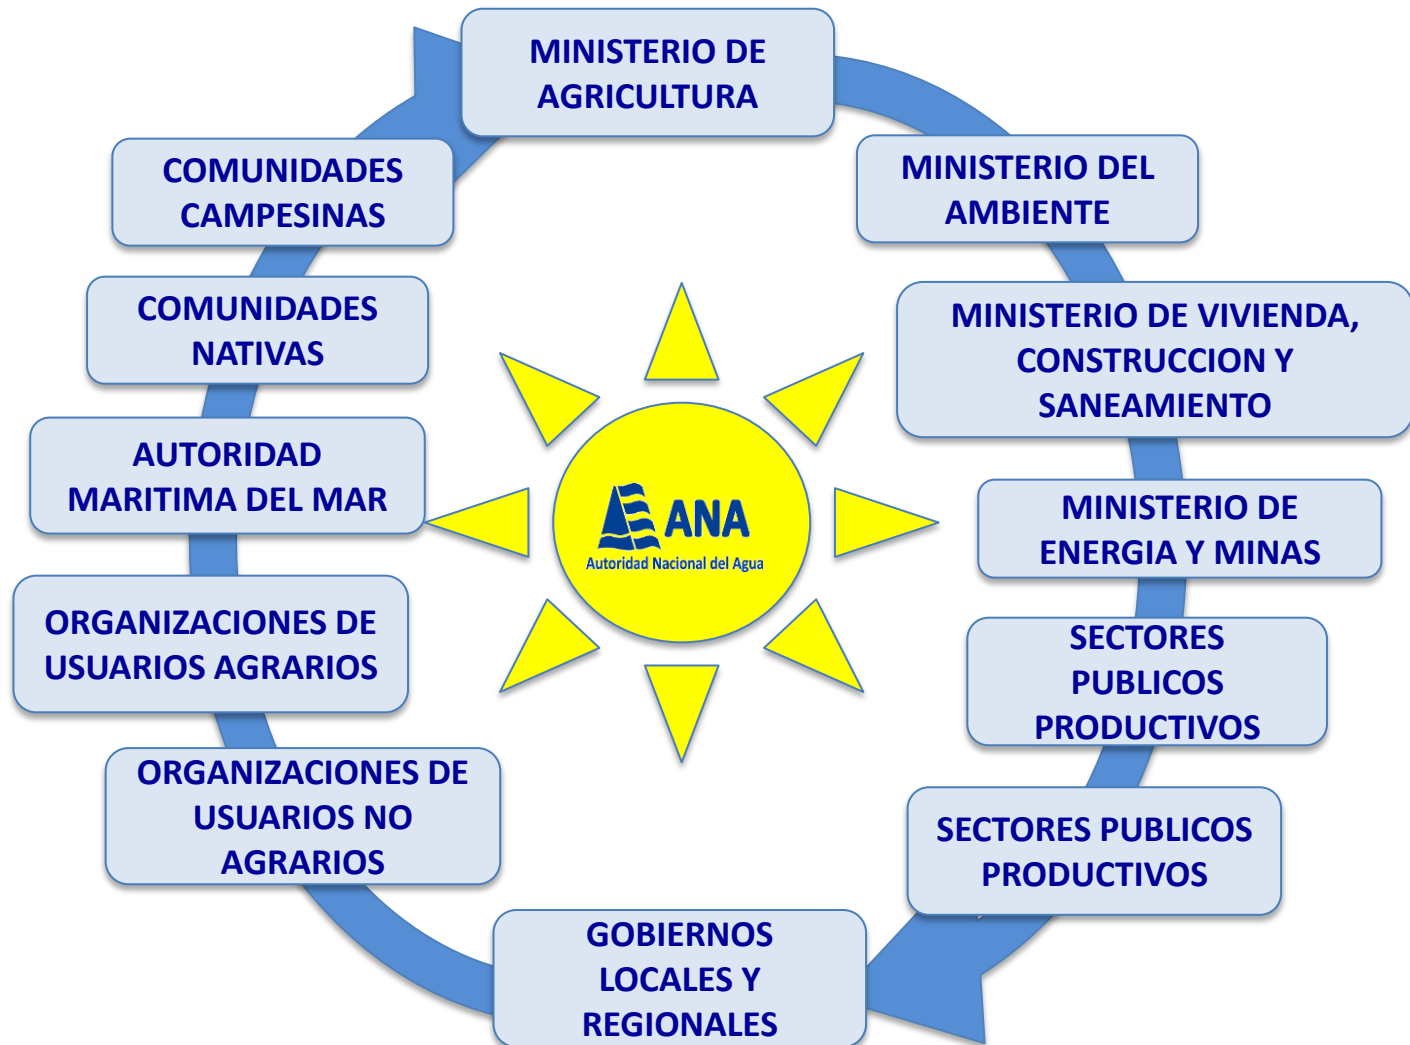 MINISTERIO DE
AGRICULTURA
MINISTERIO DEL
AMBIENTE
MINISTERIO DE VIVIENDA,
CONSTRUCCION Y
SANEAMIENTO
MINISTERIO DE
ENERGIA Y MINAS
SECTORES
PUBLICOS
PRODUCTIVOS
SECTORES PUBLICOS
PRODUCTIVOS
GOBIERNOS
LOCALES Y
REGIONALES
ORGANIZACIONES DE
USUARIOS NO
AGRARIOS
ORGANIZACIONES DE
USUARIOS AGRARIOS
AUTORIDAD
MARITIMA DEL MAR
COMUNIDADES
NATIVAS
COMUNIDADES
CAMPESINAS
ANA
Autoridad Nacional del Agua